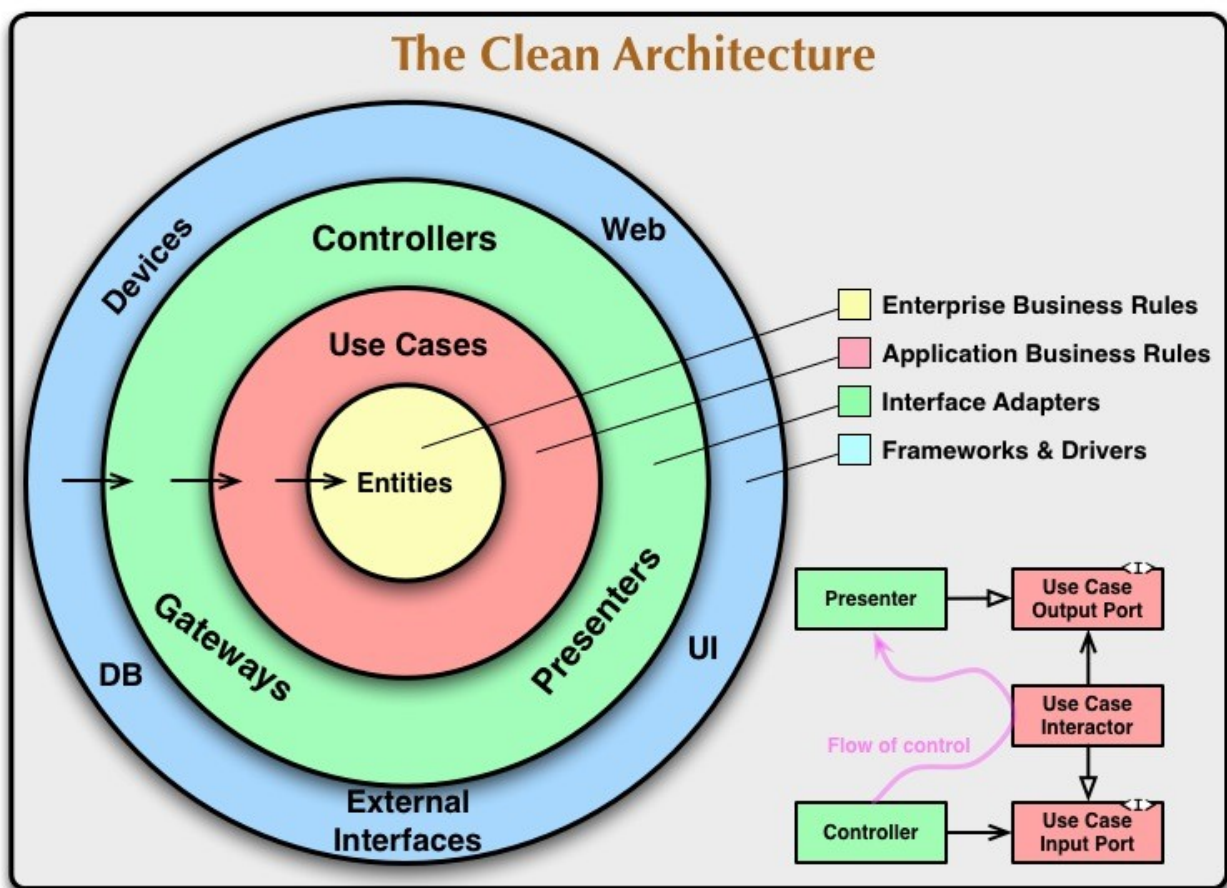 The Clean Architecture
Devices
Web
Controllers
Use Cases
Entities
Gateways
Presenters
DB
UI
External
Interfaces
Enterprise Business Rules
Application Business Rules
Interface Adapters
Frameworks & Drivers
Presenter
<I>
Use Case
Output Port
Use Case
Interactor
Flow of control
Controller
<I>
Use Case
Input Port